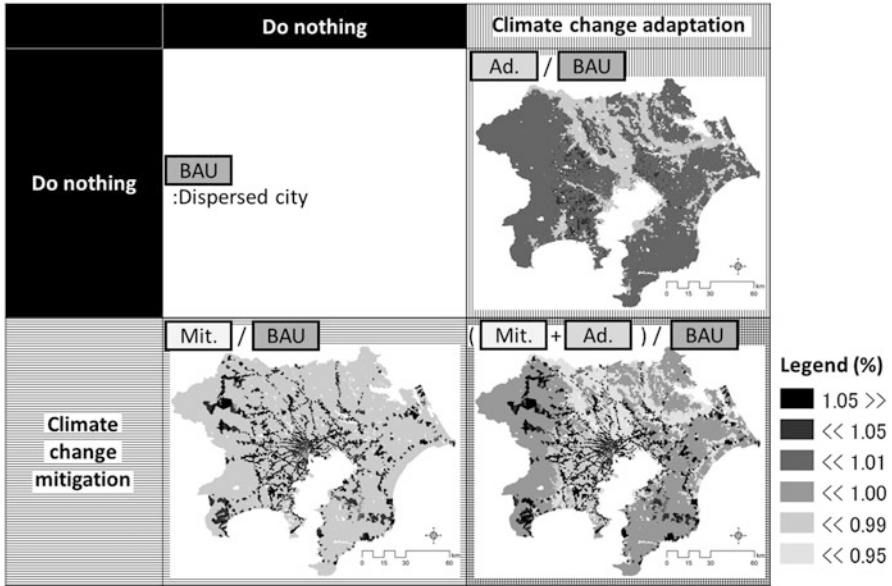 Do nothing
Climate change adaptation
Do nothing
BAU
:Dispersed city
Ad. / BAU
0 15 30 60
km
Climate
change
mitigation
Mit. / BAU
0 15 30 60
km
( Mit. + Ad. ) / BAU
0 15 30 60
km
Legend (%)
1.05 >>
<< 1.05
<< 1.01
<< 1.00
<< 0.99
<< 0.95